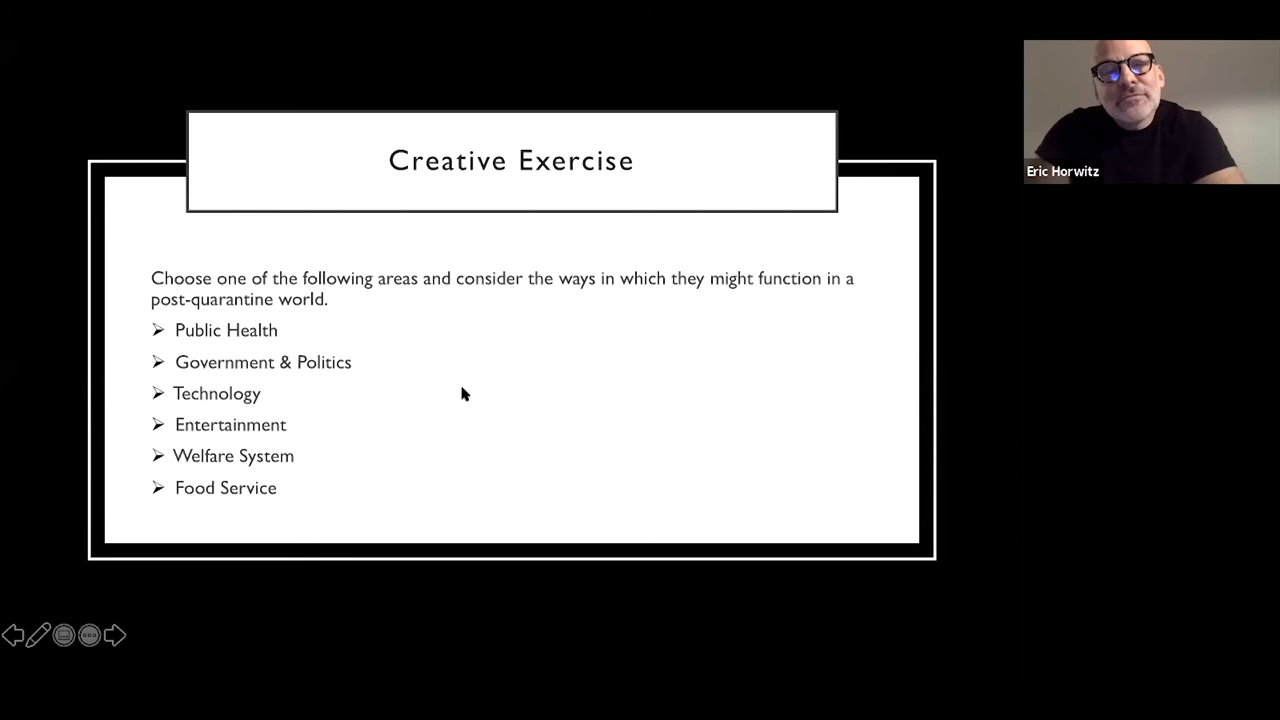 Creative Exercise
Choose one of the following areas and consider the ways in which they might function in a
post-quarantine world.
➢ Public Health
➢ Government & Politics
➢ Technology
➢ Entertainment
➢ Welfare System
➢ Food Service
Eric Horwitz